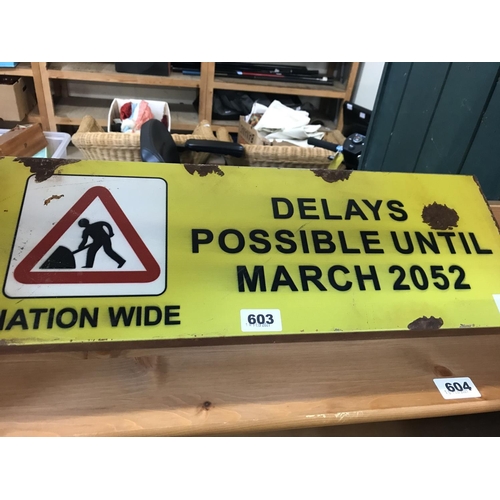 DELAYS
POSSIBLE UNTIL
MARCH 2052
NATION WIDE
603
604